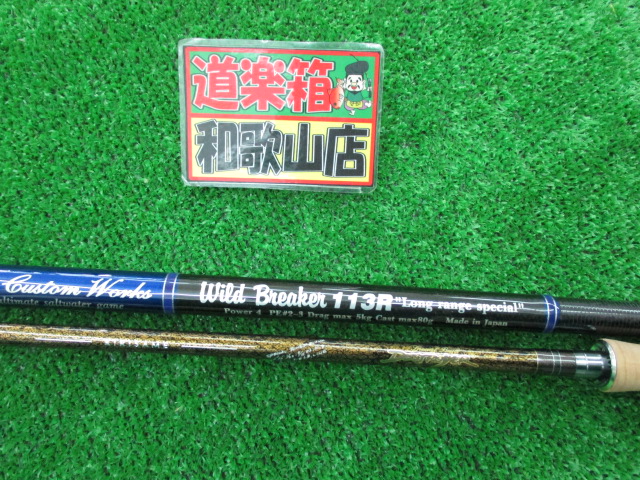 道楽箱
和歌山店
Custom Works
ultimate saltwater game
Wild Breaker 113R "Long range special"
Power 4 PE#2-3 Drag max 5kg Cast max80g Made in Japan